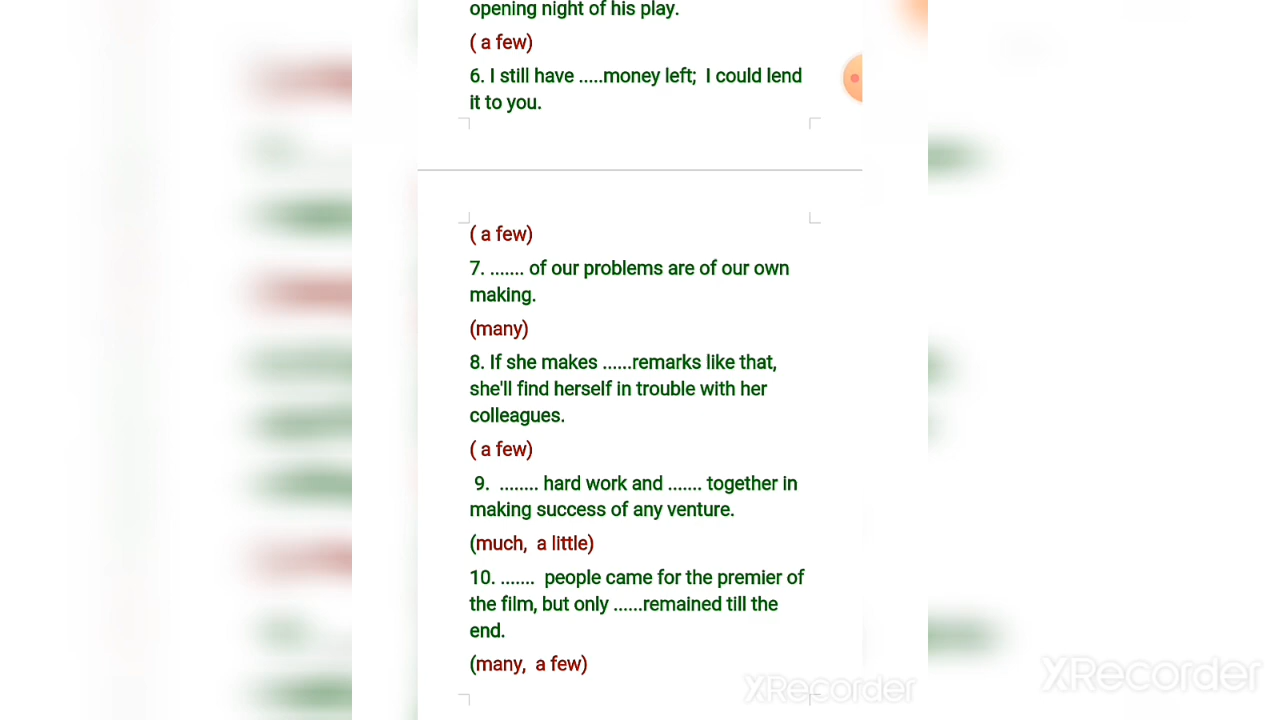 opening night of his play.
( a few)
6. I still have .....money left;  I could lend
it to you.
( a few)
7. ....... of our problems are of our own
making.
(many)
8. If she makes ......remarks like that,
she'll find herself in trouble with her
colleagues.
( a few)
9.  ........ hard work and ....... together in
making success of any venture.
(much,  a little)
10. .......  people came for the premier of
the film, but only ......remained till the
end.
(many,  a few)
XRecorder
XRecorder